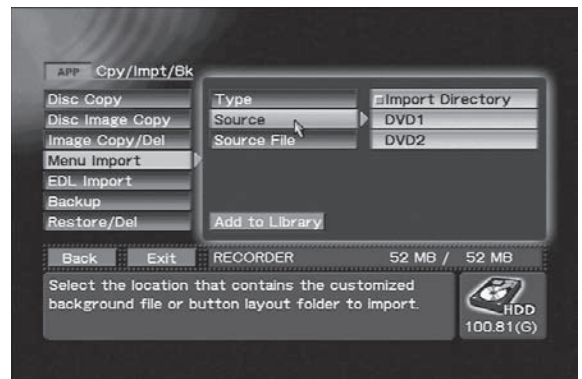 APP Cpy/Impt/Bk
Disc Copy
Disc Image Copy
Image Copy/Del
Menu Import
EDL Import
Backup
Restore/Del
Type
Source
Source File
Import Directory
DVD1
DVD2
Add to Library
Back Exit RECORDER 52 MB / 52 MB
Select the location that contains the customized
background file or button layout folder to import.
HDD
100.81(G)